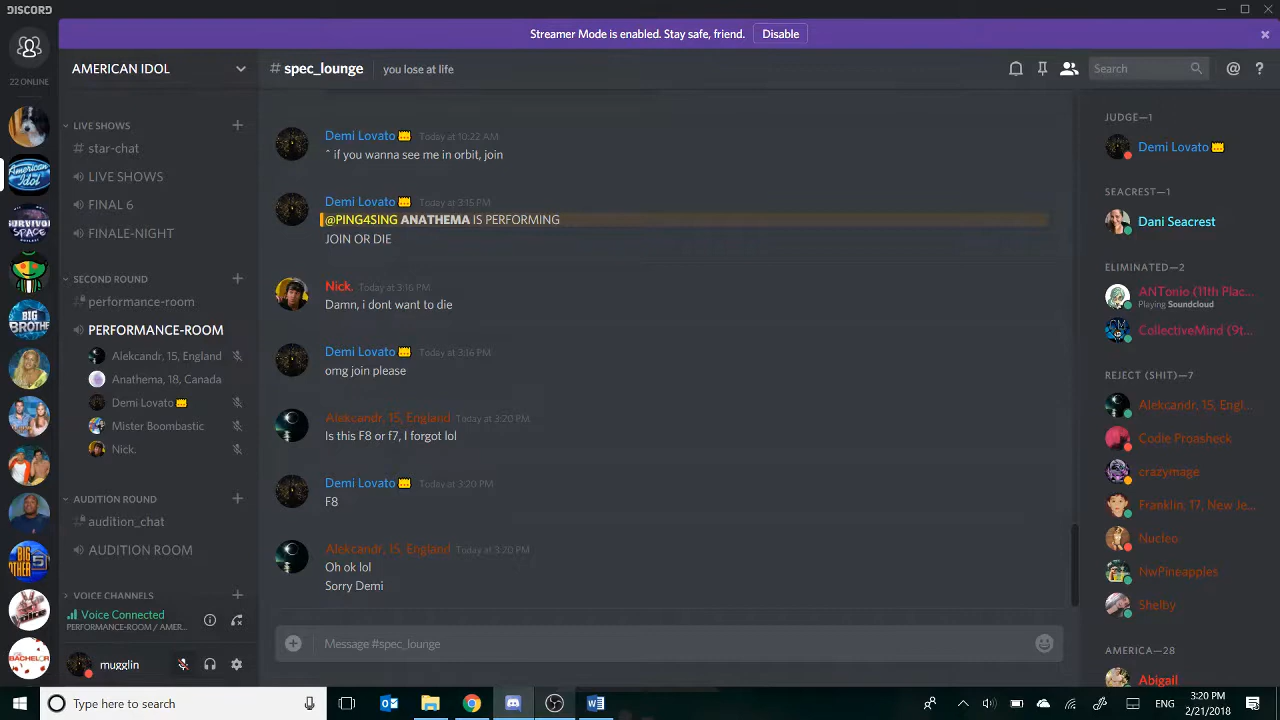 DISCORD
Streamer Mode is enabled. Stay safe, friend.
Disable
22 ONLINE
AMERICAN IDOL
# spec_lounge
you lose at life
Search
LIVE SHOWS
# star-chat
LIVE SHOWS
FINAL 6
FINALE-NIGHT
SECOND ROUND
performance-room
PERFORMANCE-ROOM
Alekcandr, 15, England
Anathema, 18, Canada
Demi Lovato
Mister Boombastic
Nick.
AUDITION ROUND
audition_chat
AUDITION ROOM
VOICE CHANNELS
Voice Connected
PERFORMANCE-ROOM / AMER...
mugglin
Demi Lovato Today at 10:22 AM
^ if you wanna see me in orbit, join
Demi Lovato Today at 3:15 PM
@PING4SING ANATHEMA IS PERFORMING
JOIN OR DIE
Nick. Today at 3:16 PM
Damn, i dont want to die
Demi Lovato Today at 3:16 PM
omg join please
Alekcandr, 15, England Today at 3:20 PM
Is this F8 or f7, I forgot lol
Demi Lovato Today at 3:20 PM
F8
Alekcandr, 15, England Today at 3:20 PM
Oh ok lol
Sorry Demi
Message #spec_lounge
JUDGE—1
Demi Lovato
SEACREST—1
Dani Seacrest
ELIMINATED—2
ANTonio (11th Plac...
Playing Soundcloud
CollectiveMind (9t...
REJECT (SHIT)—7
Alekcandr, 15, Engl...
Codie Proasheck
crazymage
Franklin, 17, New Je...
Nucleo
NwPineapples
Shelby
AMERICA—28
Abigail
Type here to search
ENG
3:20 PM
2/21/2018